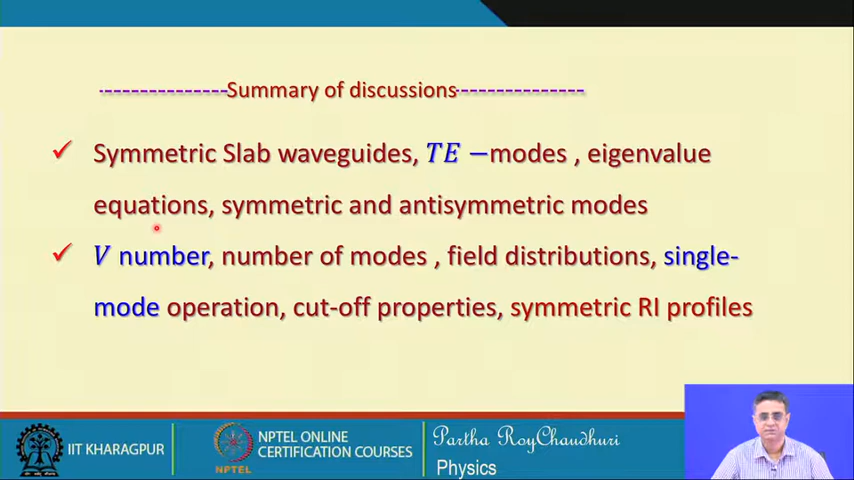 Summary of discussions
Symmetric Slab waveguides, TE −modes , eigenvalue
equations, symmetric and antisymmetric modes
V number, number of modes , field distributions, single-
mode operation, cut-off properties, symmetric RI profiles
IIT KHARAGPUR
NPTEL
NPTEL ONLINE
CERTIFICATION COURSES
Partha RoyChaudhuri
Physics